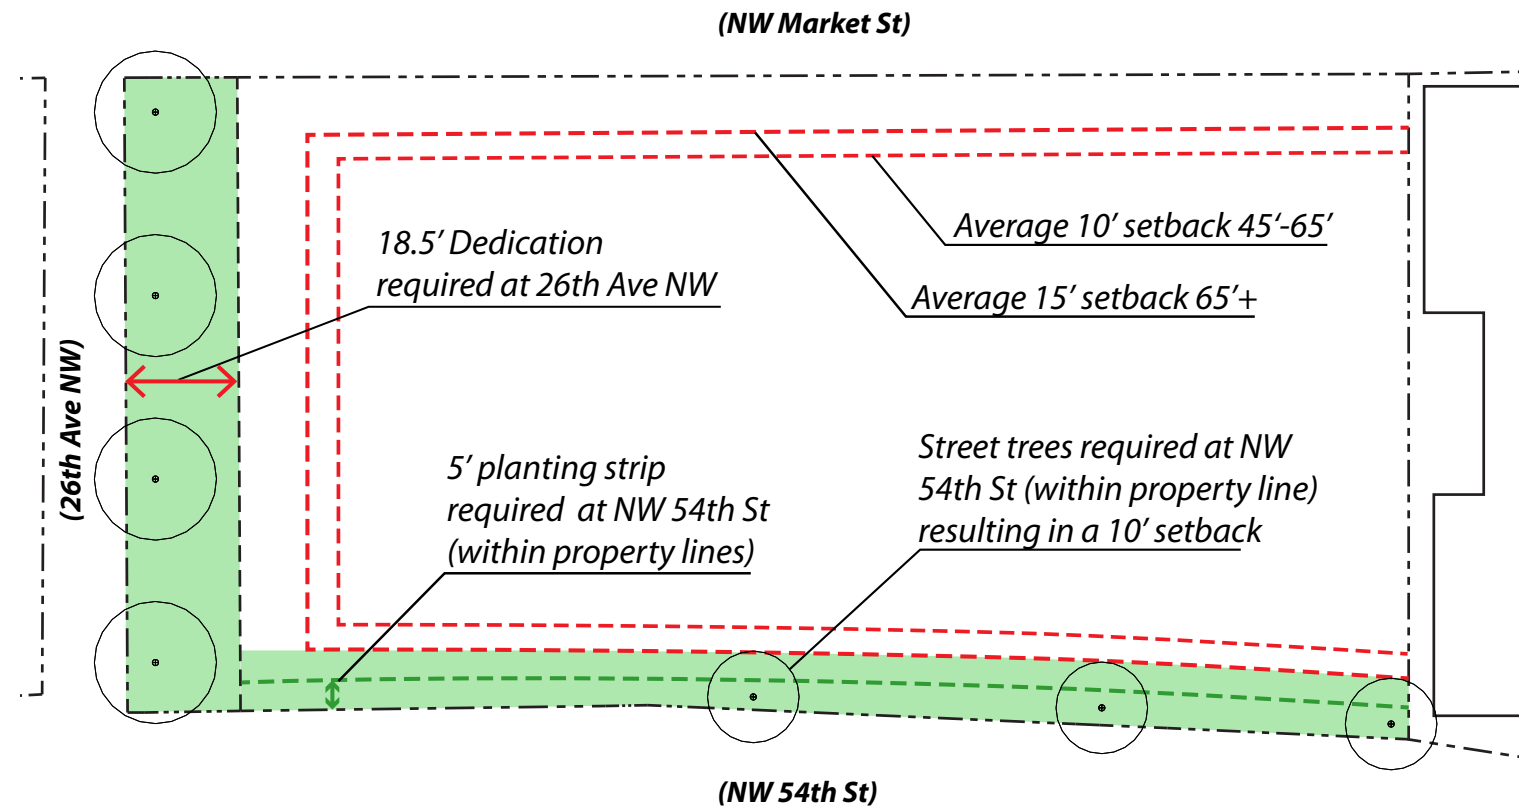 (NW Market St)
Average 10’ setback 45‘-65’
18.5’ Dedication
required at 26th Ave NW
Average 15’ setback 65’+
(26th Ave NW)
5’ planting strip
required  at NW 54th St
(within property lines)
Street trees required at NW
54th St (within property line)
resulting in a 10’ setback
(NW 54th St)